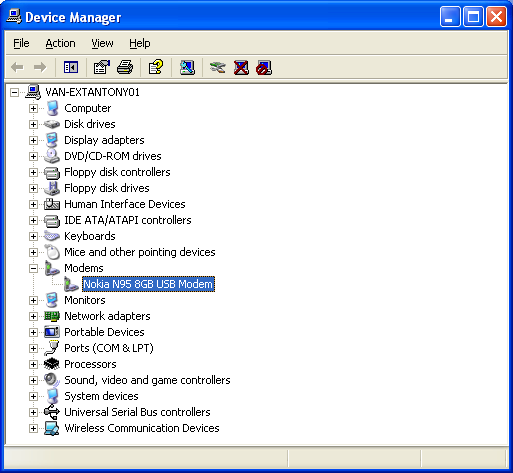 Device Manager
File Action View Help
VAN-EXTANTONY01
Computer
Disk drives
Display adapters
DVD/CD-ROM drives
Floppy disk controllers
Floppy disk drives
Human Interface Devices
IDE ATA/ATAPI controllers
Keyboards
Mice and other pointing devices
Modems
Nokia N95 8GB USB Modem
Monitors
Network adapters
Portable Devices
Ports (COM & LPT)
Processors
Sound, video and game controllers
System devices
Universal Serial Bus controllers
Wireless Communication Devices